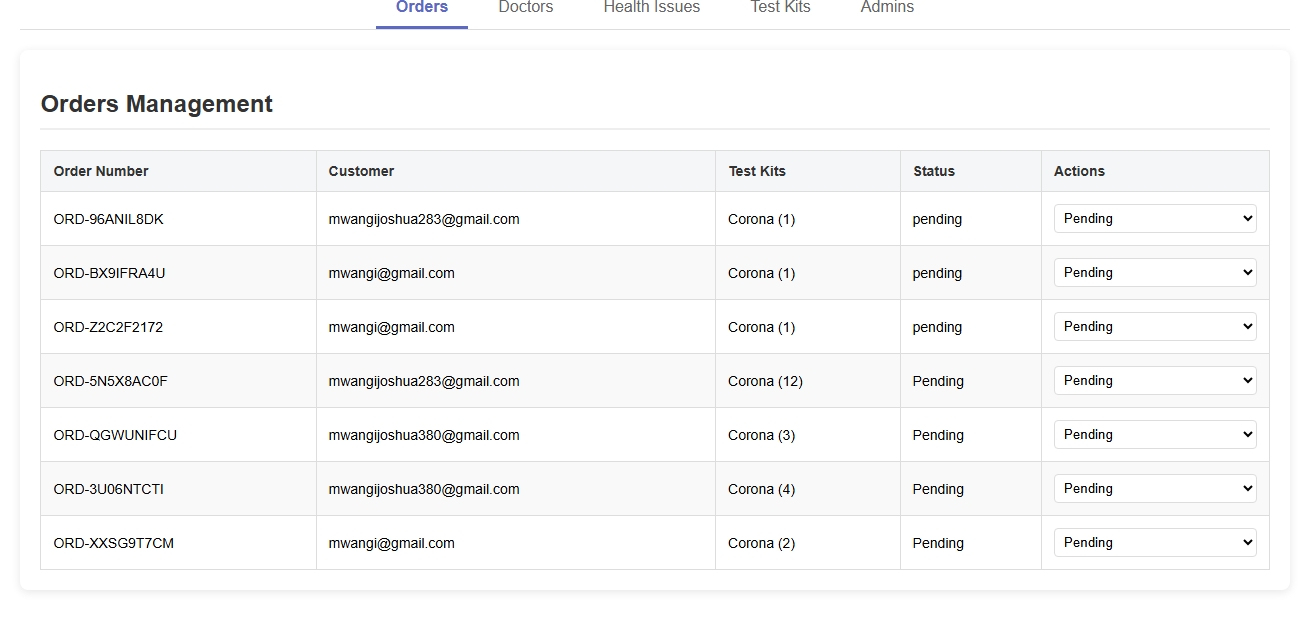 Orders Doctors Health Issues Test Kits Admins
Orders Management
Order Number Customer Test Kits Status Actions
ORD-96ANIL8DK mwangijoshua283@gmail.com Corona (1) pending Pending
ORD-BX9IFRA4U mwangi@gmail.com Corona (1) pending Pending
ORD-Z2C2F2172 mwangi@gmail.com Corona (1) pending Pending
ORD-5N5X8AC0F mwangijoshua283@gmail.com Corona (12) Pending Pending
ORD-QGWUNIFCU mwangijoshua380@gmail.com Corona (3) Pending Pending
ORD-3U06NTCTI mwangijoshua380@gmail.com Corona (4) Pending Pending
ORD-XXSG9T7CM mwangi@gmail.com Corona (2) Pending Pending